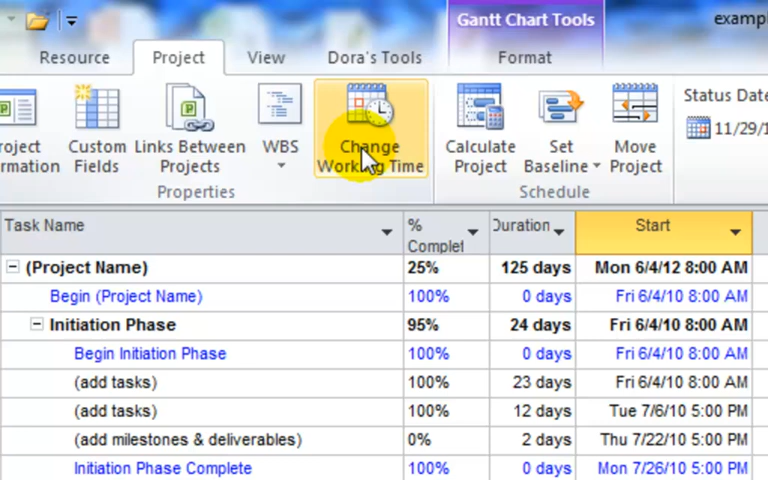 Gantt Chart Tools
examp
Resource
Project
View
Dora's Tools
Format
roject
rmation
Custom
Fields
Links Between
Projects
WBS
Change
Working Time
Calculate
Project
Set
Baseline
Move
Project
Status Date
11/29/1
Properties
Schedule
Task Name
%
Complet
Duration
Start
(Project Name) 25% 125 days Mon 6/4/12 8:00 AM
Begin (Project Name) 100% 0 days Fri 6/4/10 8:00 AM
Initiation Phase 95% 24 days Fri 6/4/10 8:00 AM
Begin Initiation Phase 100% 0 days Fri 6/4/10 8:00 AM
(add tasks) 100% 23 days Fri 6/4/10 8:00 AM
(add tasks) 100% 12 days Tue 7/6/10 5:00 PM
(add milestones & deliverables) 0% 2 days Thu 7/22/10 5:00 PM
Initiation Phase Complete 100% 0 days Mon 7/26/10 5:00 PM